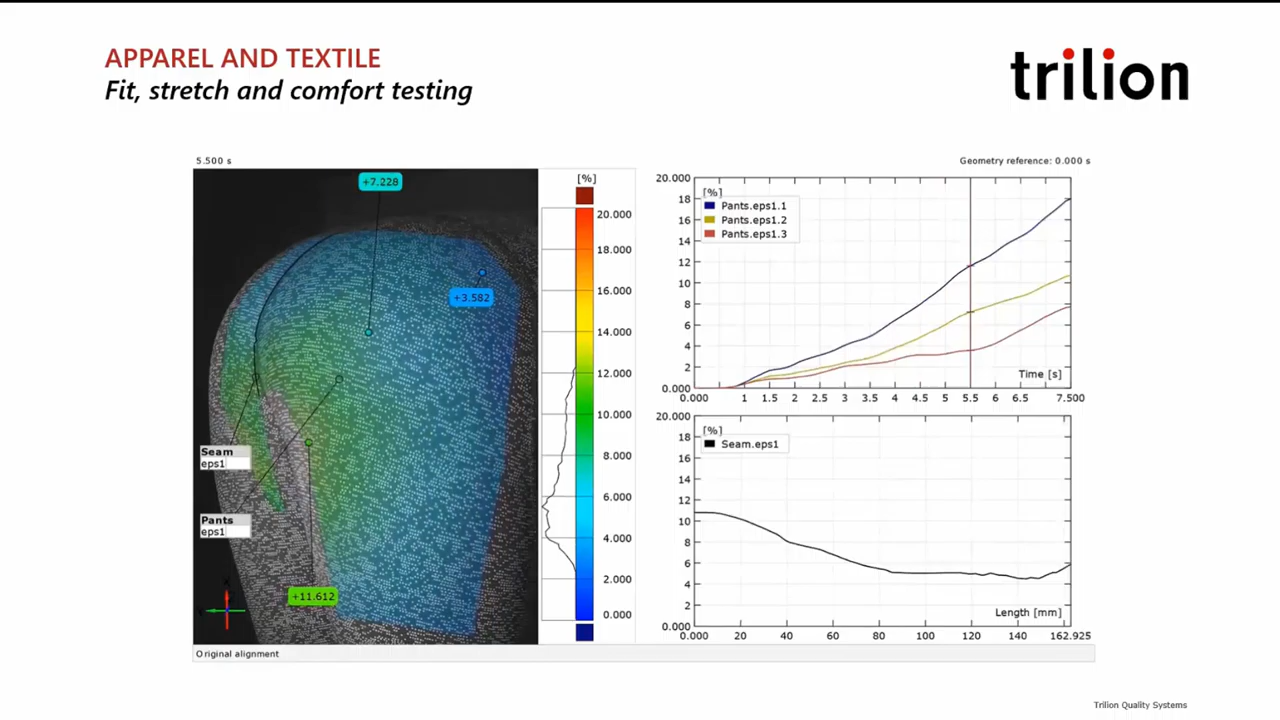 APPAREL AND TEXTILE
Fit, stretch and comfort testing
trilion
5.500 s
Geometry reference: 0.000 s
+7.228
+3.582
+11.612
Seam
eps1
Pants
eps1
[%]
20.000
18.000
16.000
14.000
12.000
10.000
8.000
6.000
4.000
2.000
0.000
20.000
18
16
14
12
10
8
6
4
2
0.000
[%]
Pants.eps1.1
Pants.eps1.2
Pants.eps1.3
Time [s]
0.000 1 1.5 2 2.5 3 3.5 4 4.5 5 5.5 6 6.5 7.500
20.000
18
16
14
12
10
8
6
4
2
0.000
[%]
Seam.eps1
Length [mm]
0.000 20 40 60 80 100 120 140 162.925
Original alignment
Trilion Quality Systems